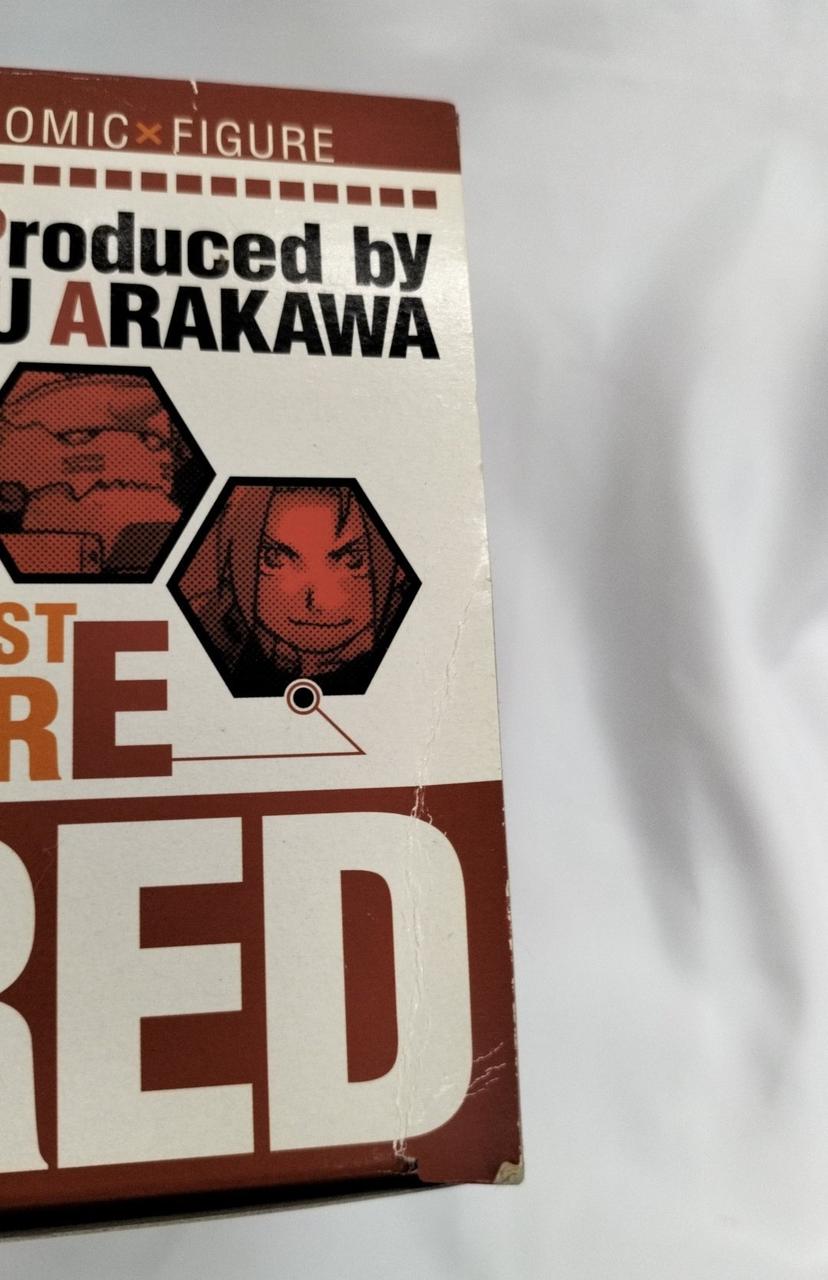 OMIC×FIGURE
Produced by
U ARAKAWA
ST
RE
RED